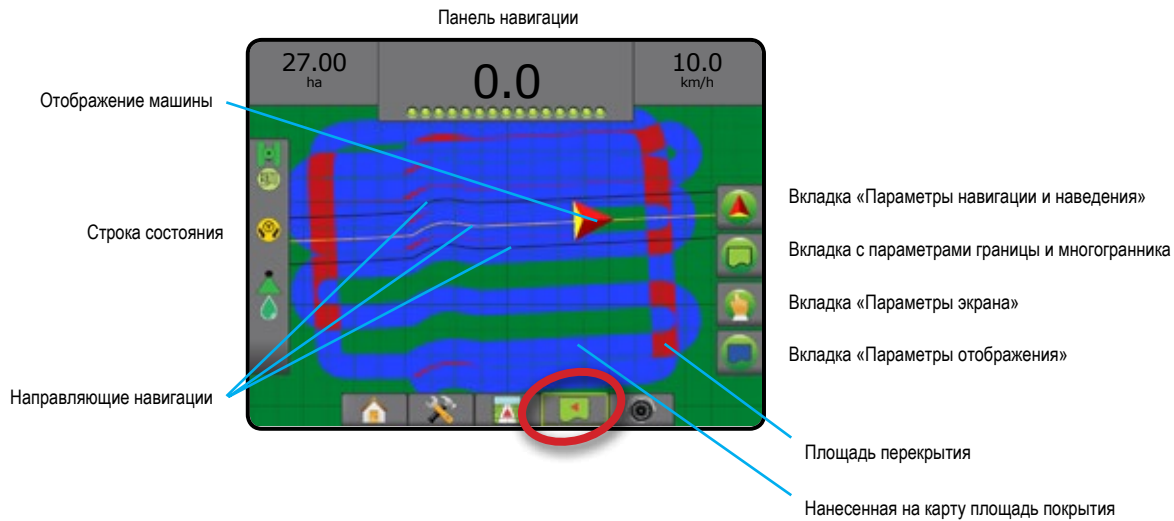 Панель навигации
27.00
ha
0.0
10.0
km/h
Отображение машины
Строка состояния
Направляющие навигации
Вкладка «Параметры навигации и наведения»
Вкладка с параметрами границы и многогранника
Вкладка «Параметры экрана»
Вкладка «Параметры отображения»
Площадь перекрытия
Нанесенная на карту площадь покрытия